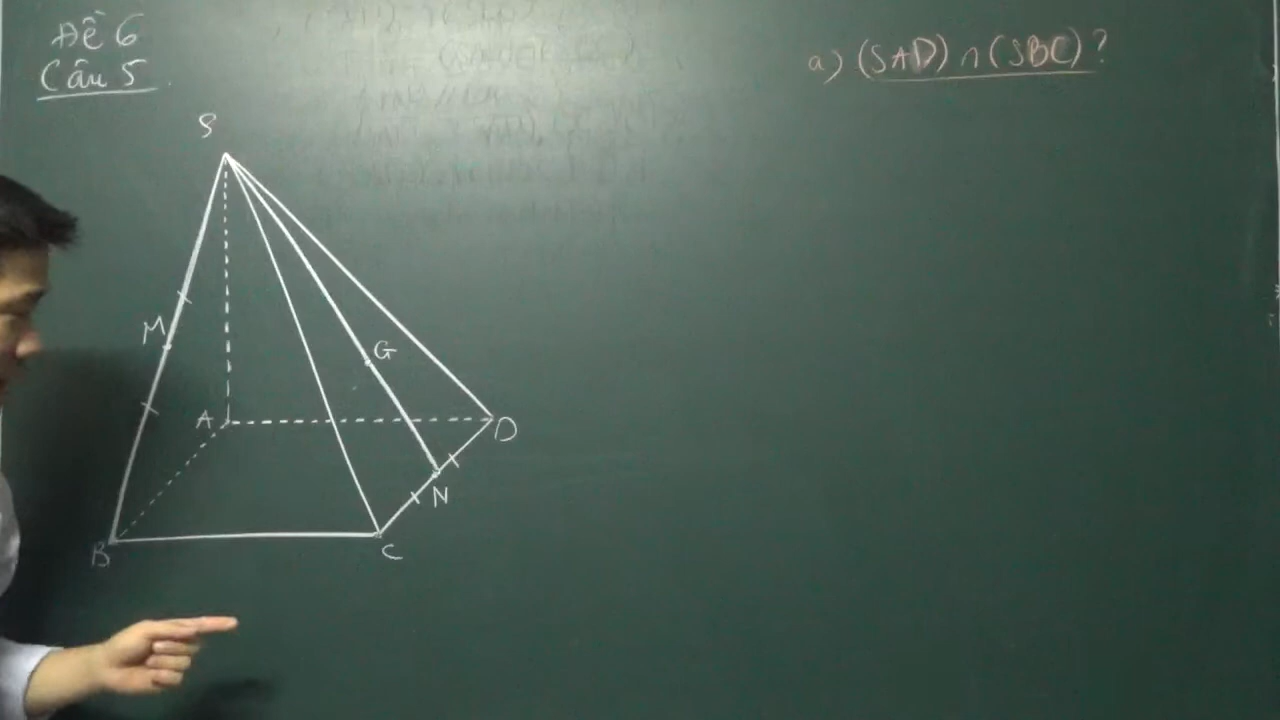 Đề 6
Câu 5.
a) (SAD) ∩ (SBC) ?
S
M
G
A
D
N
B
C